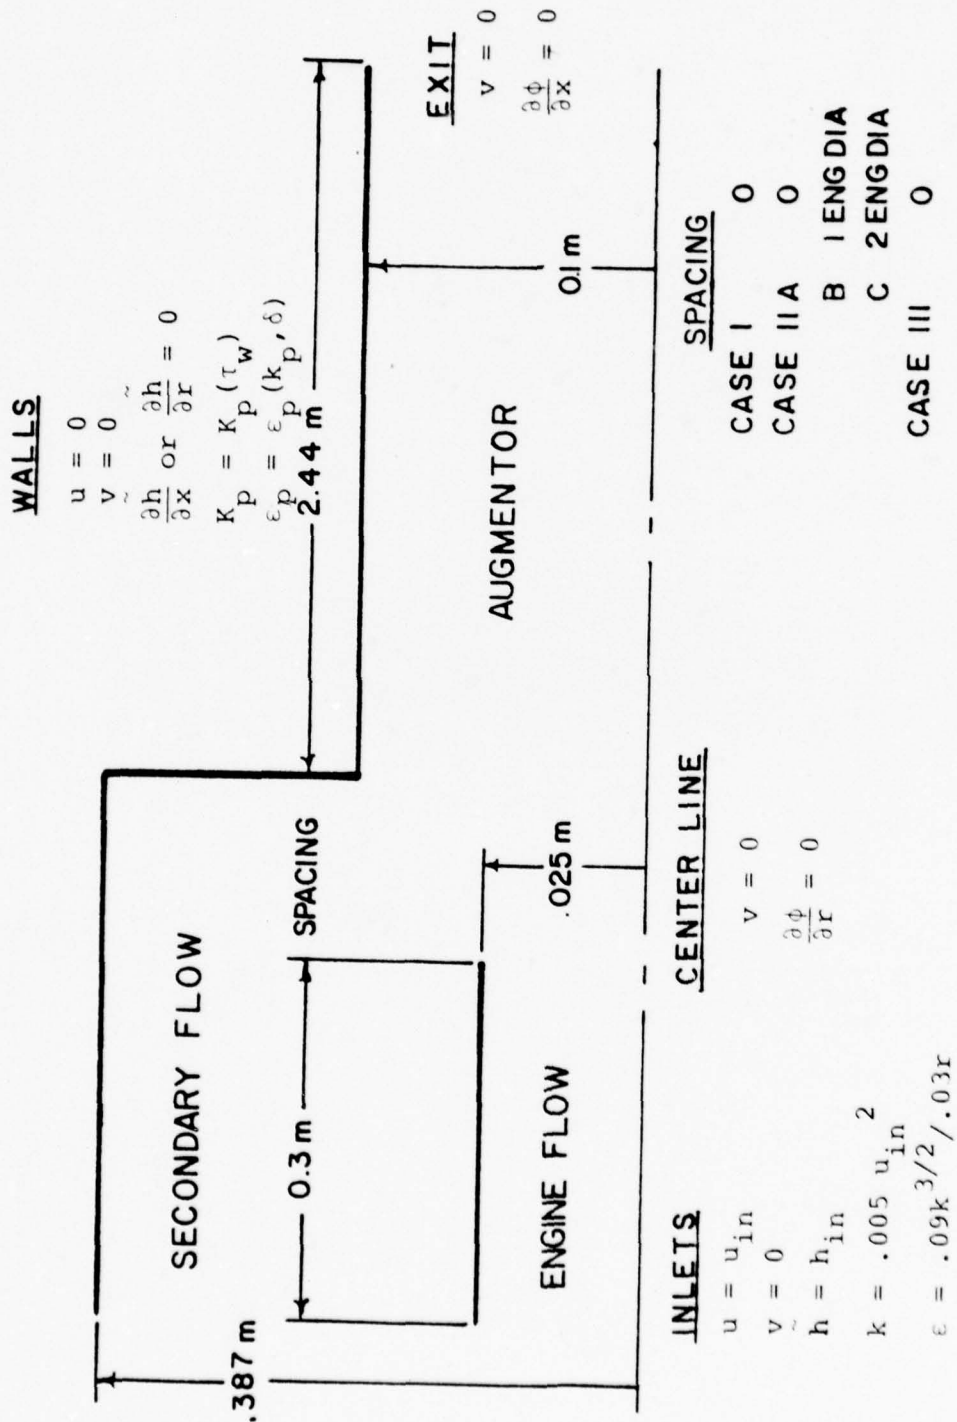 WALLS
u = 0
v = 0
∂h̃/∂x or ∂h̃/∂r = 0
K_p = K_p (τ_w)
ε_p = ε_p (k_p, δ)
2.44 m
EXIT
v = 0
∂φ/∂x = 0
SECONDARY FLOW
0.3 m
SPACING
.387 m
ENGINE FLOW
.025 m
AUGMENTOR
0.1 m
INLETS
u = u_in
v = 0
h̃ = h_in
k = .005 u_in^2
ε = .09k^3/2/.03r
CENTER LINE
v = 0
∂φ/∂r = 0
SPACING
CASE I 0
CASE II A 0
B 1 ENG DIA
C 2 ENG DIA
CASE III 0